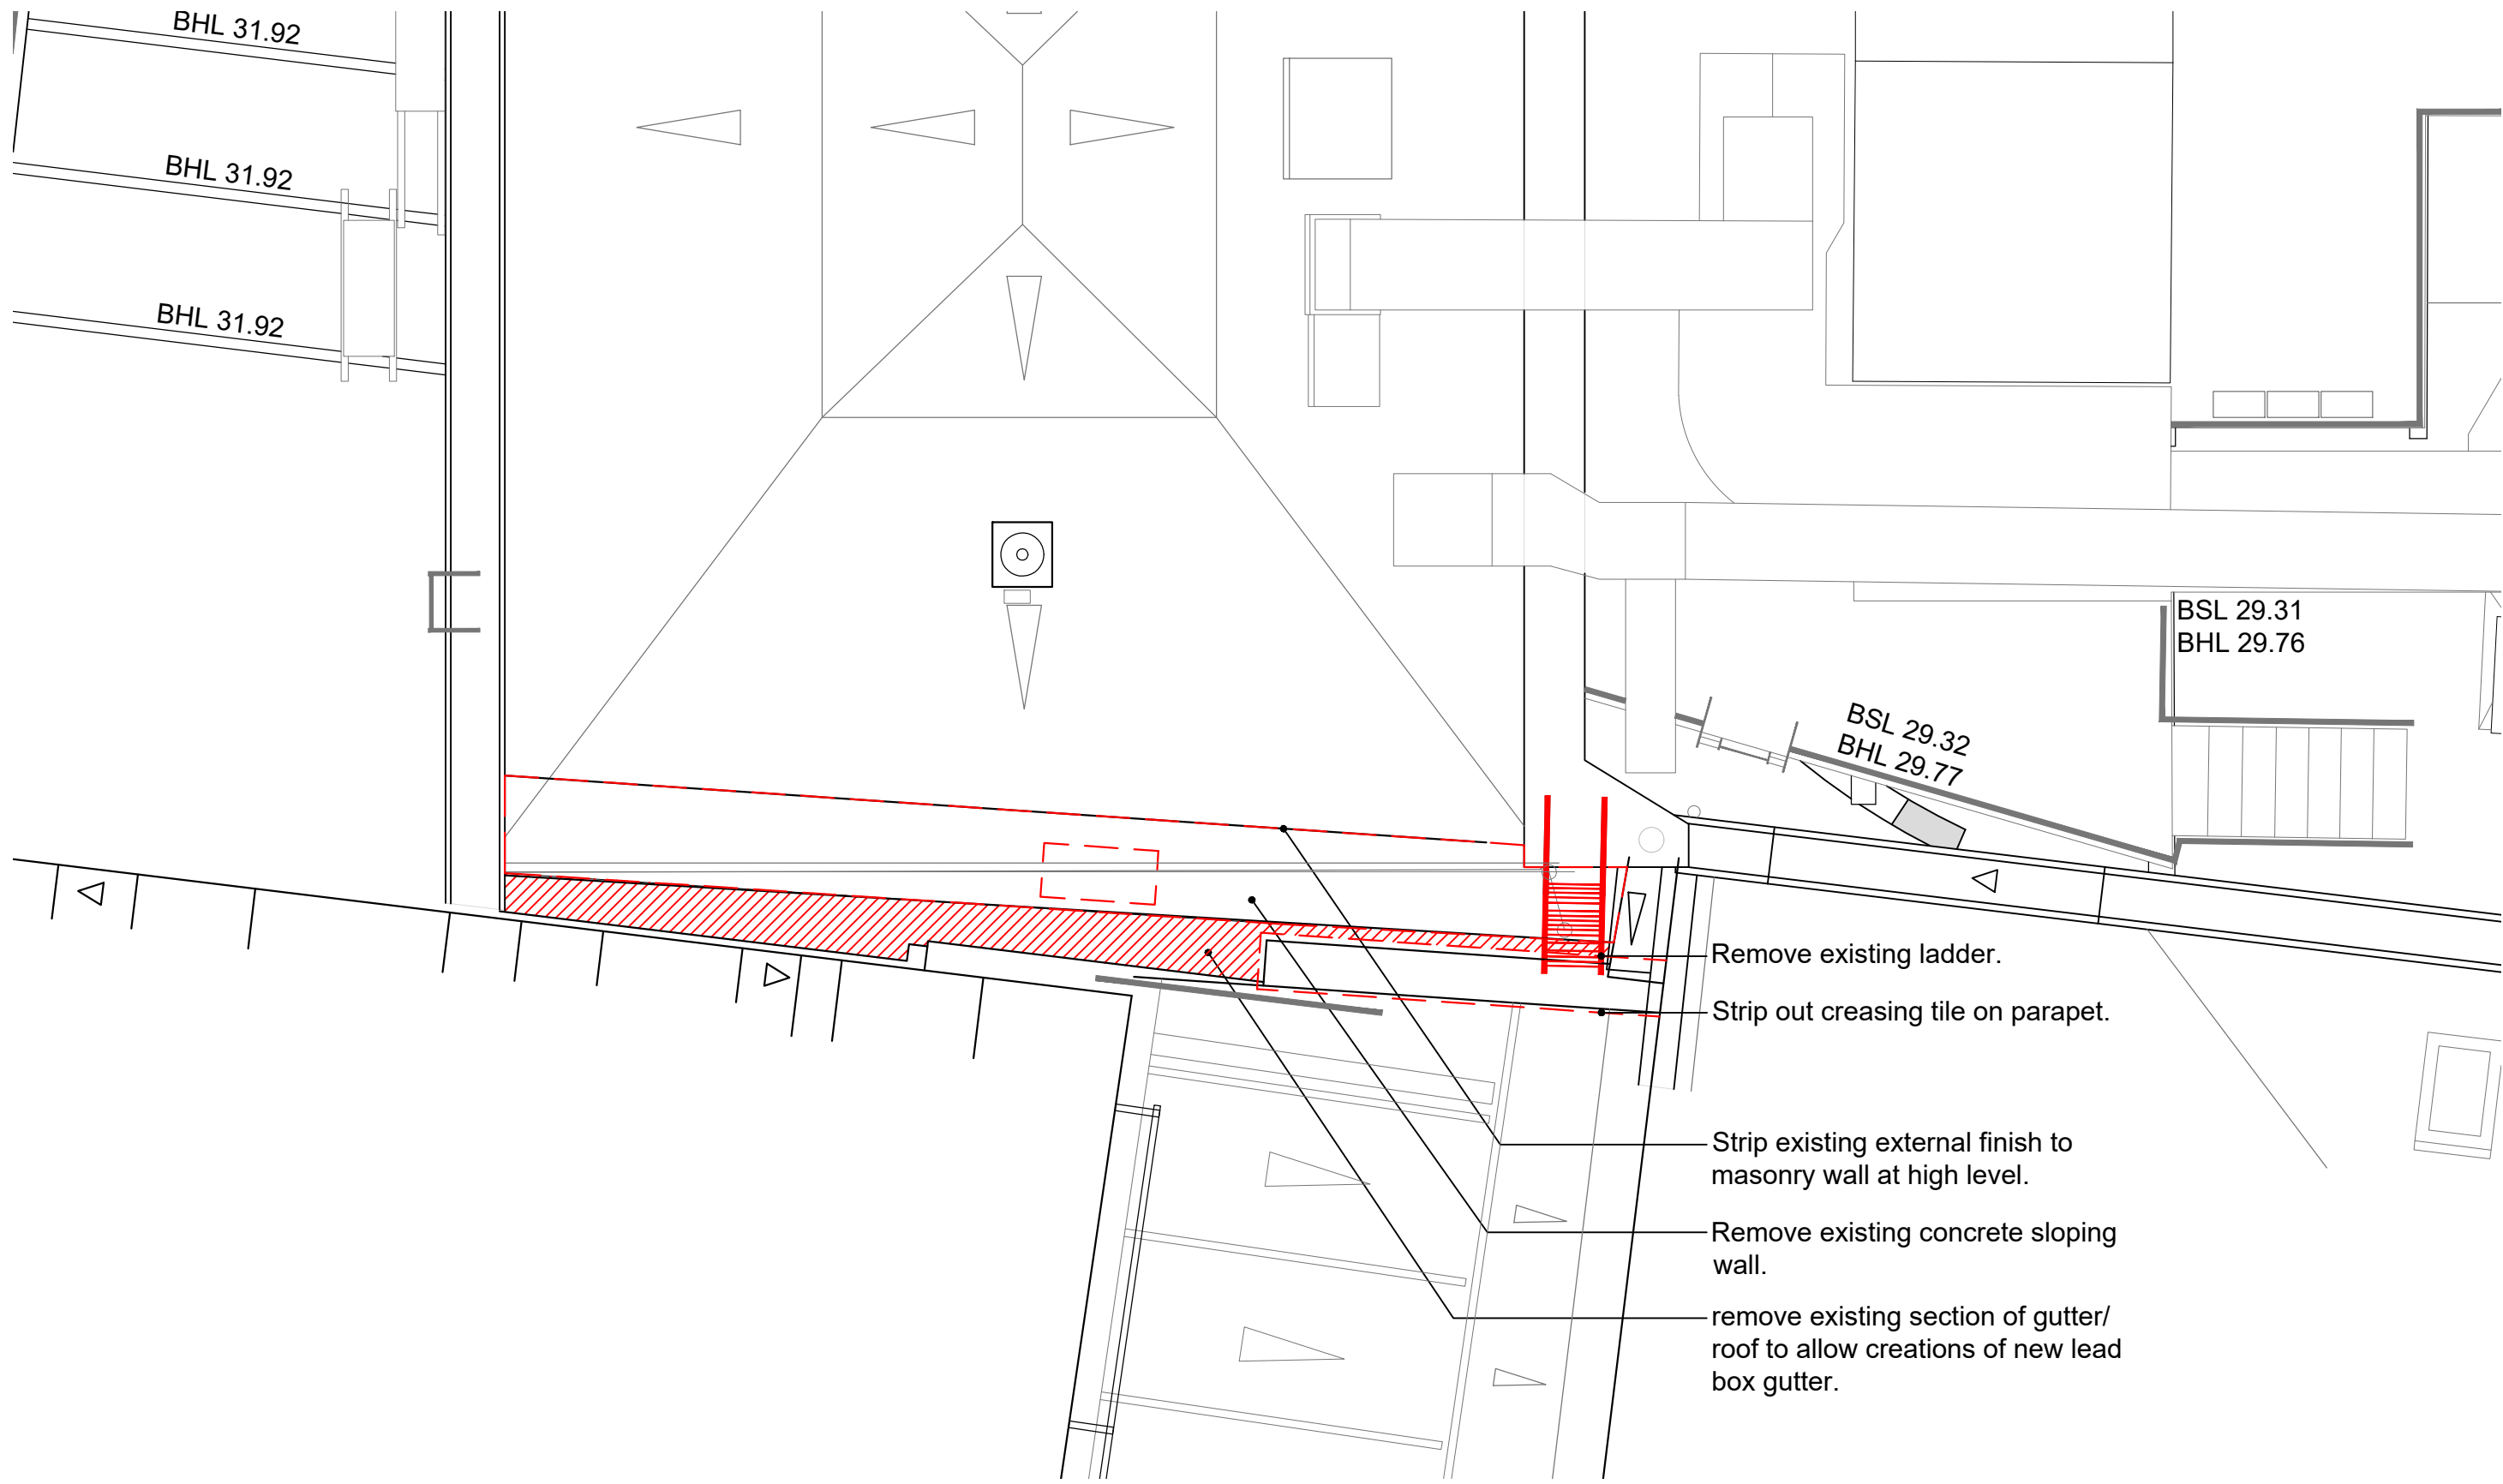 BHL 31.92
BHL 31.92
BHL 31.92
BSL 29.31
BHL 29.76
BSL 29.32
BHL 29.77
Remove existing ladder.
Strip out creasing tile on parapet.
Strip existing external finish to
masonry wall at high level.
Remove existing concrete sloping
wall.
remove existing section of gutter/
roof to allow creations of new lead
box gutter.